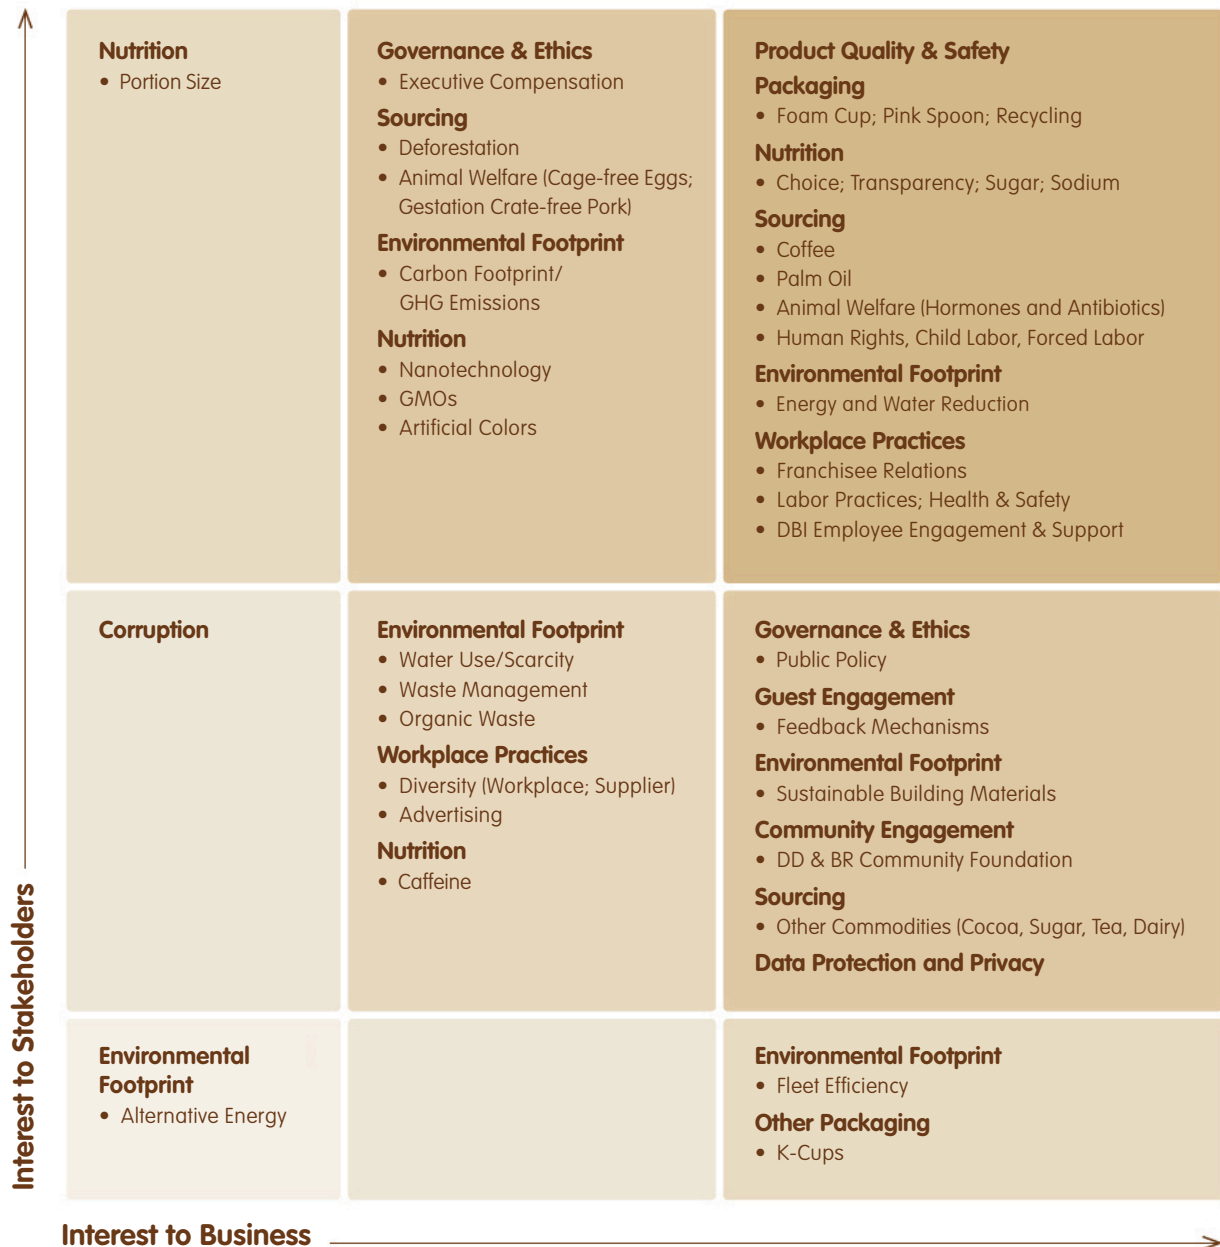 Nutrition
• Portion Size
Governance & Ethics
• Executive Compensation
Sourcing
• Deforestation
• Animal Welfare (Cage-free Eggs;
Gestation Crate-free Pork)
Environmental Footprint
• Carbon Footprint/
GHG Emissions
Nutrition
• Nanotechnology
• GMOs
• Artificial Colors
Product Quality & Safety
Packaging
• Foam Cup; Pink Spoon; Recycling
Nutrition
• Choice; Transparency; Sugar; Sodium
Sourcing
• Coffee
• Palm Oil
• Animal Welfare (Hormones and Antibiotics)
• Human Rights, Child Labor, Forced Labor
Environmental Footprint
• Energy and Water Reduction
Workplace Practices
• Franchisee Relations
• Labor Practices; Health & Safety
• DBI Employee Engagement & Support
Corruption
Environmental Footprint
• Water Use/Scarcity
• Waste Management
• Organic Waste
Workplace Practices
• Diversity (Workplace; Supplier)
• Advertising
Nutrition
• Caffeine
Governance & Ethics
• Public Policy
Guest Engagement
• Feedback Mechanisms
Environmental Footprint
• Sustainable Building Materials
Community Engagement
• DD & BR Community Foundation
Sourcing
• Other Commodities (Cocoa, Sugar, Tea, Dairy)
Data Protection and Privacy
Environmental
Footprint
• Alternative Energy
Environmental Footprint
• Fleet Efficiency
Other Packaging
• K-Cups
Interest to Stakeholders
Interest to Business